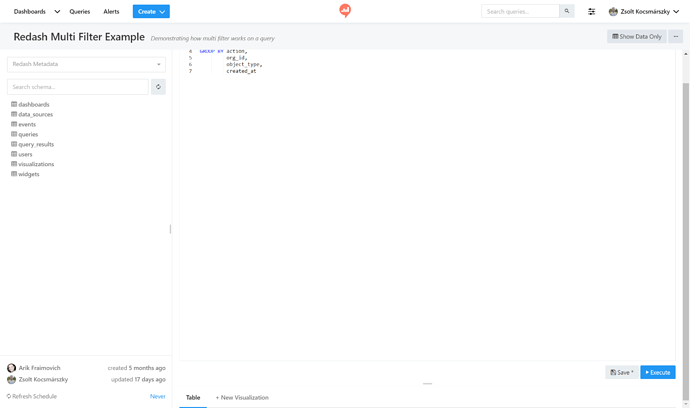 Dashboards Queries Alerts Create Search queries... Zsolt Kocsmárszky
Redash Multi Filter Example Demonstrating how multi filter works on a query Show Data Only
Redash Metadata
Search schema...
dashboards
data_sources
events
queries
query_results
users
visualizations
widgets
4 GROUP BY action,
5 org_id,
6 object_type,
7 created_at
Arik Fraimovich created 5 months ago
Zsolt Kocsmárszky updated 17 days ago
Refresh Schedule Never
Save * Execute
Table + New Visualization